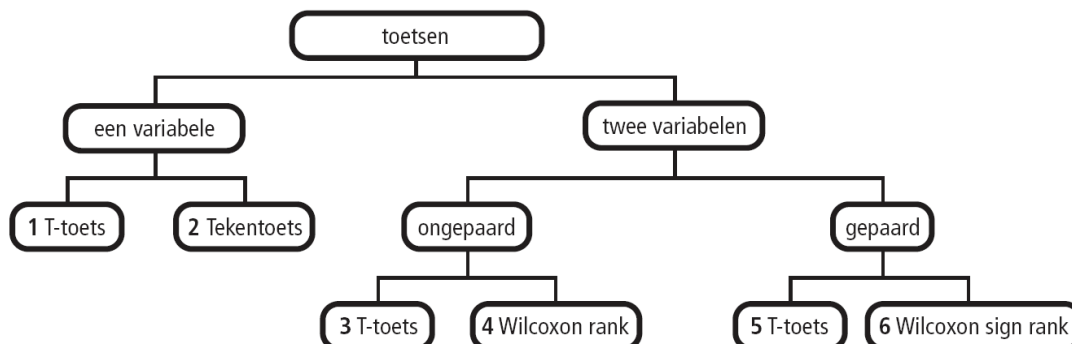 toetsen
een variabele
twee variabelen
1 T-toets
2 Tekentoets
ongepaard
gepaard
3 T-toets
4 Wilcoxon rank
5 T-toets
6 Wilcoxon sign rank